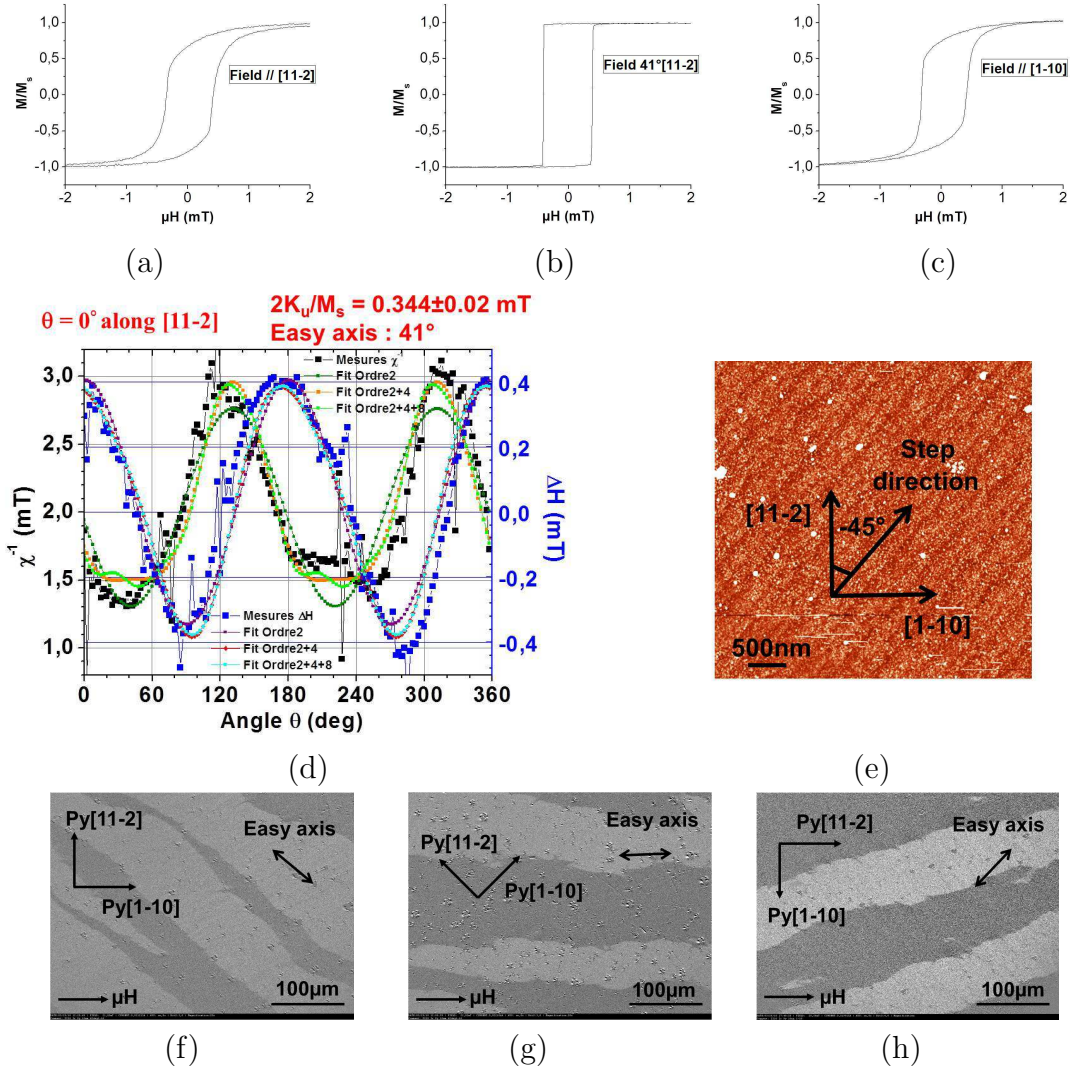 1,0
0,5
0,0
-0,5
-1,0
M/Ms
Field // [11-2]
-2 -1 0 1 2
µH (mT)
(a)
1,0
0,5
0,0
-0,5
-1,0
M/Ms
Field 41°[11-2]
-2 -1 0 1 2
µH (mT)
(b)
1,0
0,5
0,0
-0,5
-1,0
M/Ms
Field // [1-10]
-2 -1 0 1 2
µH (mT)
(c)
θ = 0° along [11-2]
2Ku/Ms = 0.344±0.02 mT
Easy axis : 41°
Mesures χ-1
Fit Ordre2
Fit Ordre2+4
Fit Ordre2+4+8
3,0
2,5
2,0
1,5
1,0
χ-1 (mT)
0,4
0,2
0,0
-0,2
-0,4
ΔH (mT)
Mesures ΔH
Fit Ordre2
Fit Ordre2+4
Fit Ordre2+4+8
0 60 120 180 240 300 360
Angle θ (deg)
(d)
Step
direction
[11-2]
-45°
[1-10]
500nm
(e)
Py[11-2]
Easy axis
Py[1-10]
µH
100µm
(f)
Py[11-2]
Easy axis
Py[1-10]
µH
100µm
(g)
Py[11-2]
Easy axis
Py[1-10]
µH
100µm
(h)